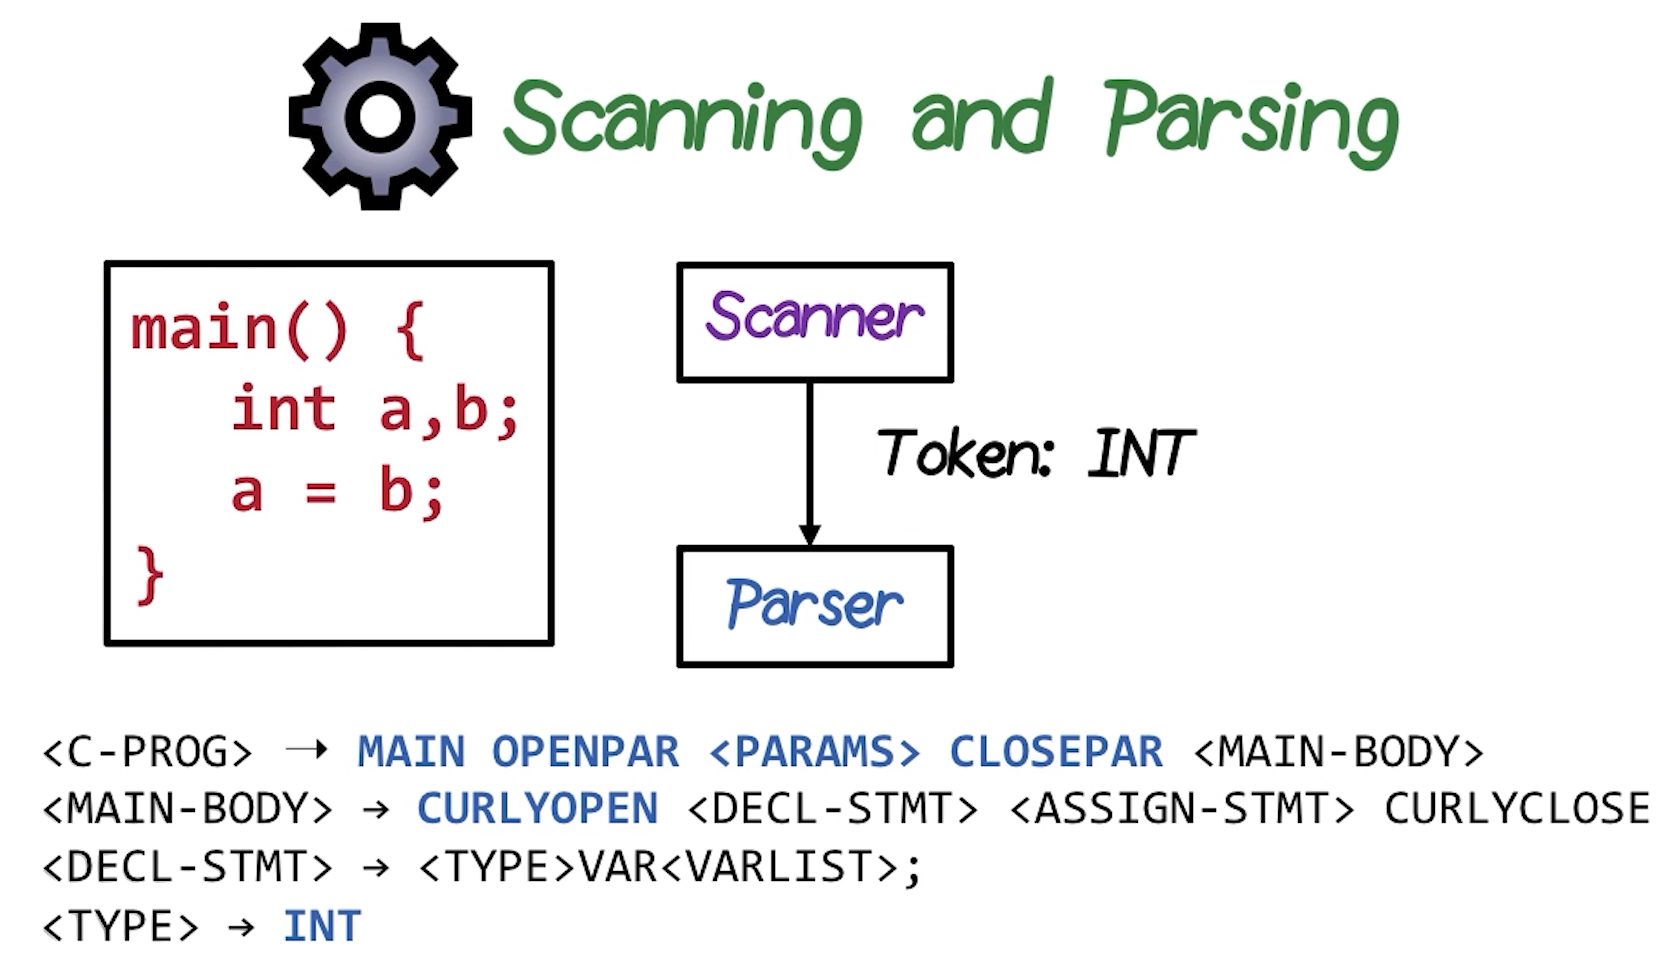 Scanning and Parsing
main() {
int a,b;
a = b;
}
Scanner
Token: INT
Parser
<C-PROG> → MAIN OPENPAR <PARAMS> CLOSEPAR <MAIN-BODY>
<MAIN-BODY> → CURLYOPEN <DECL-STMT> <ASSIGN-STMT> CURLYCLOSE
<DECL-STMT> → <TYPE>VAR<VARLIST>;
<TYPE> → INT